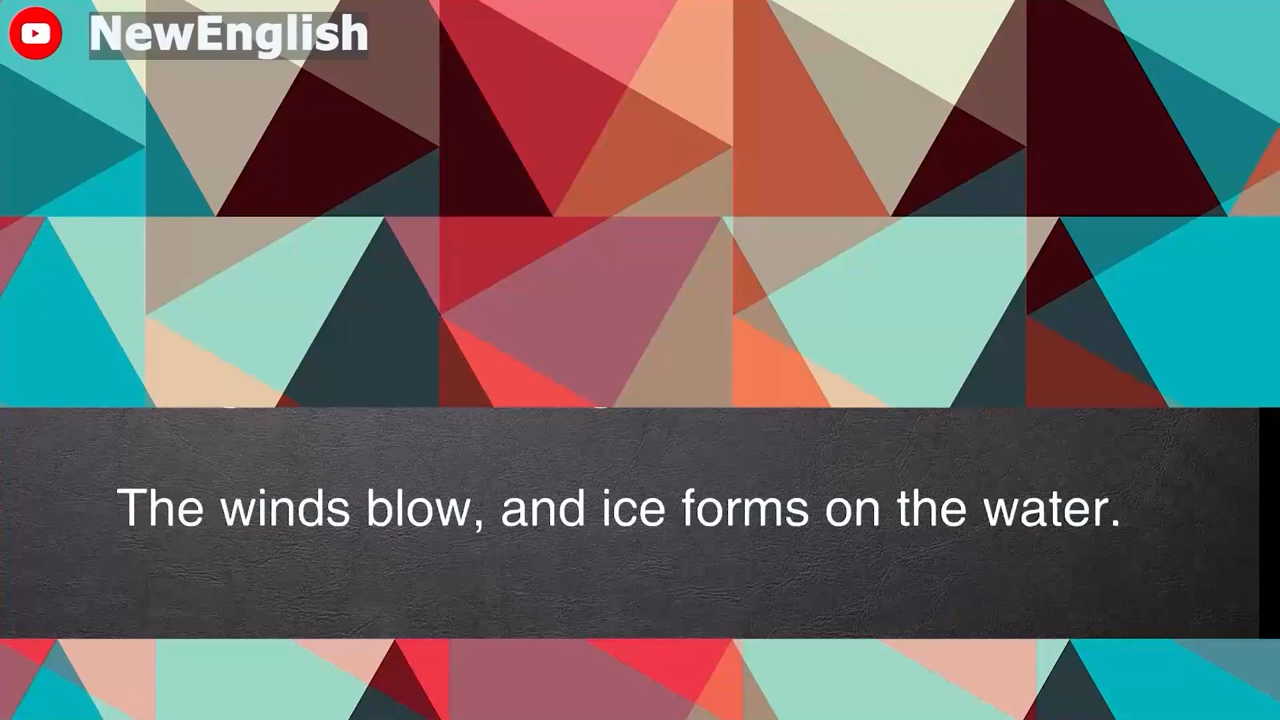 NewEnglish
The winds blow, and ice forms on the water.